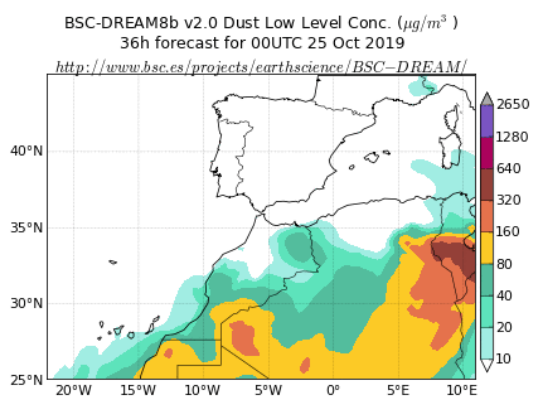 BSC-DREAM8b v2.0 Dust Low Level Conc. (μg/m³ )
36h forecast for 00UTC 25 Oct 2019
http://www.bsc.es/projects/earthscience/BSC−DREAM/
2650
1280
640
320
160
80
40
20
10
40°N
35°N
30°N
25°N
20°W
15°W
10°W
5°W
0°
5°E
10°E